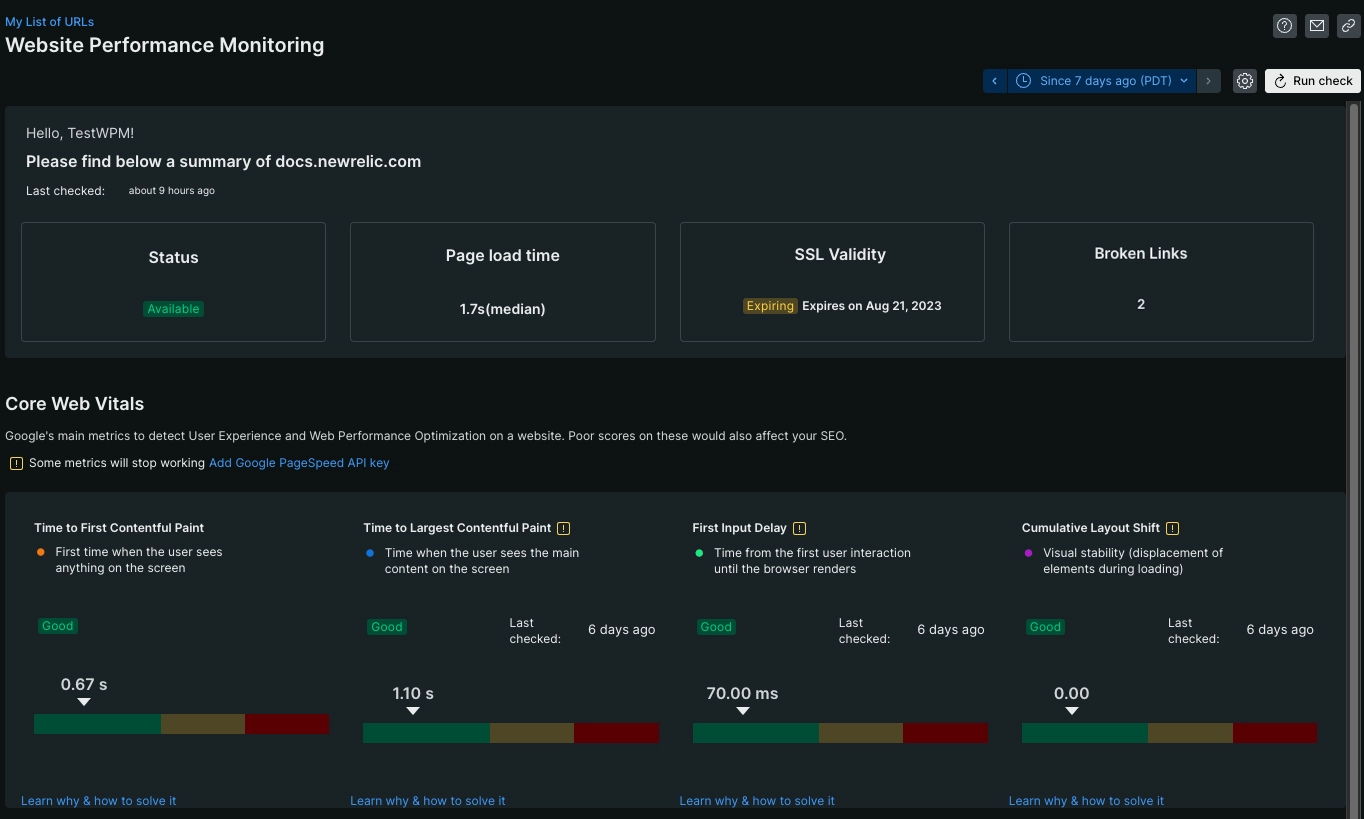 My List of URLs
Website Performance Monitoring
Since 7 days ago (PDT)
Run check
Hello, TestWPM!
Please find below a summary of docs.newrelic.com
Last checked: about 9 hours ago
Status
Available
Page load time
1.7s(median)
SSL Validity
Expiring Expires on Aug 21, 2023
Broken Links
2
Core Web Vitals
Google's main metrics to detect User Experience and Web Performance Optimization on a website. Poor scores on these would also affect your SEO.
Some metrics will stop working Add Google PageSpeed API key
Time to First Contentful Paint
First time when the user sees
anything on the screen
Good
0.67 s
Learn why & how to solve it
Time to Largest Contentful Paint
Time when the user sees the main
content on the screen
Good
Last
checked:
6 days ago
1.10 s
Learn why & how to solve it
First Input Delay
Time from the first user interaction
until the browser renders
Good
Last
checked:
6 days ago
70.00 ms
Learn why & how to solve it
Cumulative Layout Shift
Visual stability (displacement of
elements during loading)
Good
Last
checked:
6 days ago
0.00
Learn why & how to solve it